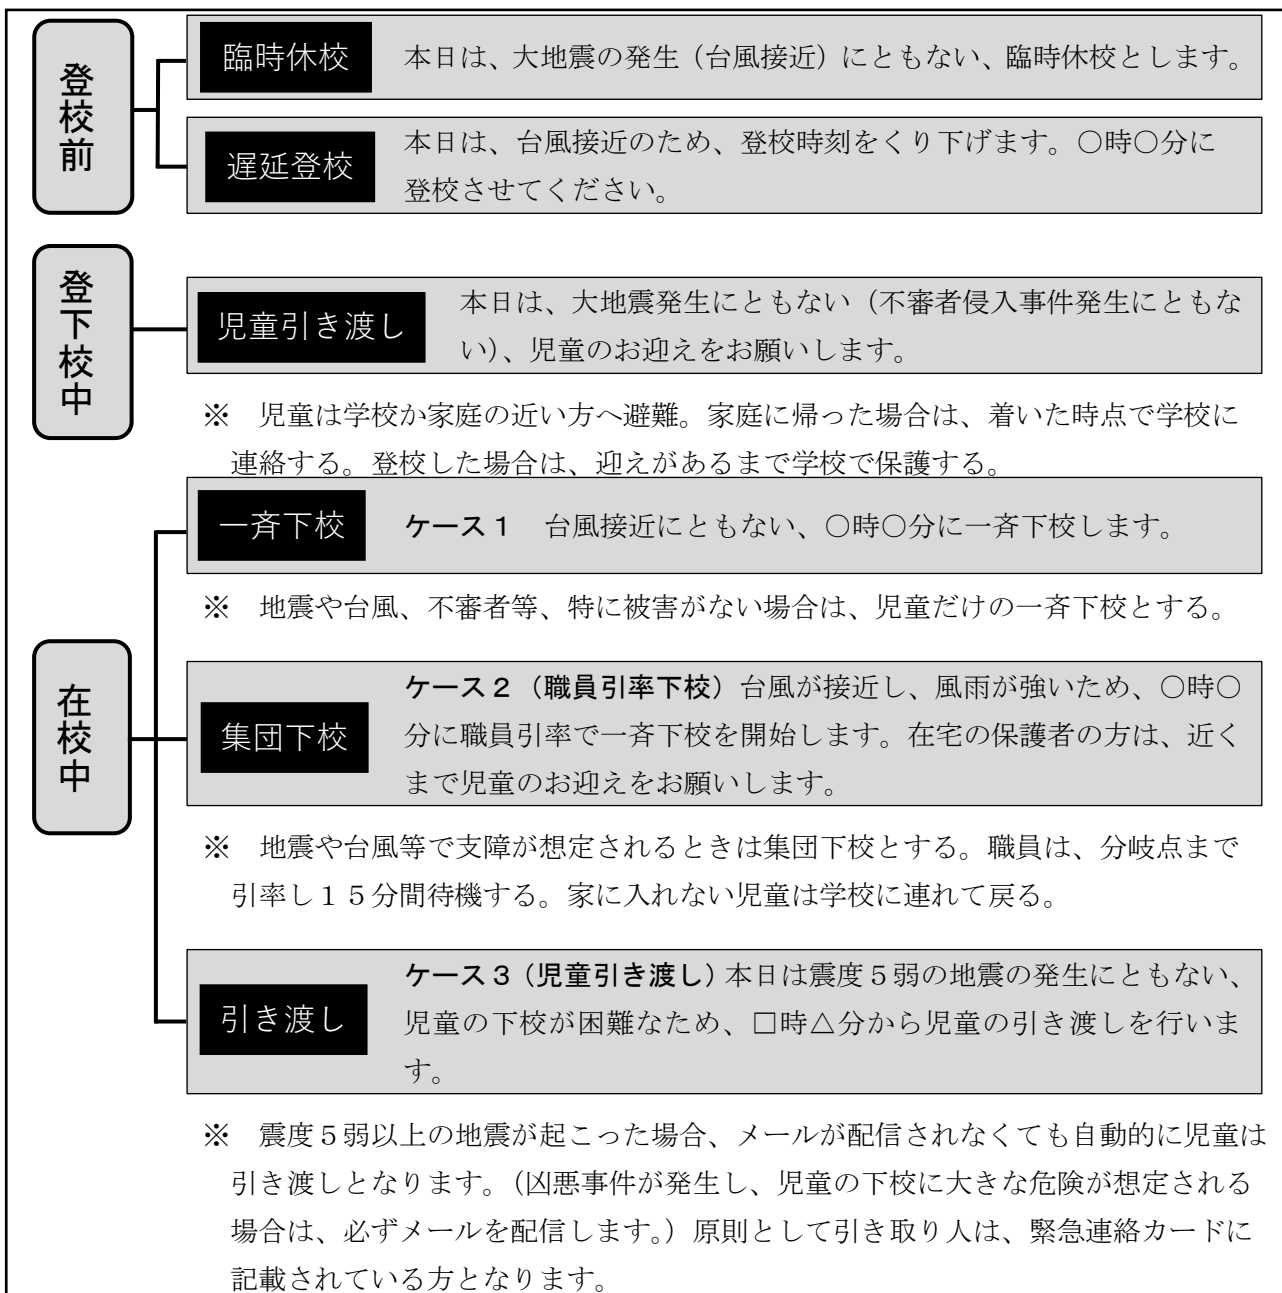 登校前
臨時休校
本日は、大地震の発生（台風接近）にともない、臨時休校とします。
遅延登校
本日は、台風接近のため、登校時刻をくり下げます。〇時〇分に
登校させてください。
登下校中
児童引き渡し
本日は、大地震発生にともない（不審者侵入事件発生にともな
い）、児童のお迎えをお願いします。
※　児童は学校か家庭の近い方へ避難。家庭に帰った場合は、着いた時点で学校に
連絡する。登校した場合は、迎えがあるまで学校で保護する。
在校中
一斉下校
ケース１　台風接近にともない、〇時〇分に一斉下校します。
※　地震や台風、不審者等、特に被害がない場合は、児童だけの一斉下校とする。
集団下校
ケース２（職員引率下校）台風が接近し、風雨が強いため、〇時〇
分に職員引率で一斉下校を開始します。在宅の保護者の方は、近く
まで児童のお迎えをお願いします。
※　地震や台風等で支障が想定されるときは集団下校とする。職員は、分岐点まで
引率し１５分間待機する。家に入れない児童は学校に連れて戻る。
引き渡し
ケース３（児童引き渡し）本日は震度５弱の地震の発生にともない、
児童の下校が困難なため、□時△分から児童の引き渡しを行いま
す。
※　震度５弱以上の地震が起こった場合、メールが配信されなくても自動的に児童は
引き渡しとなります。（凶悪事件が発生し、児童の下校に大きな危険が想定される
場合は、必ずメールを配信します。）原則として引き取り人は、緊急連絡カードに
記載されている方となります。